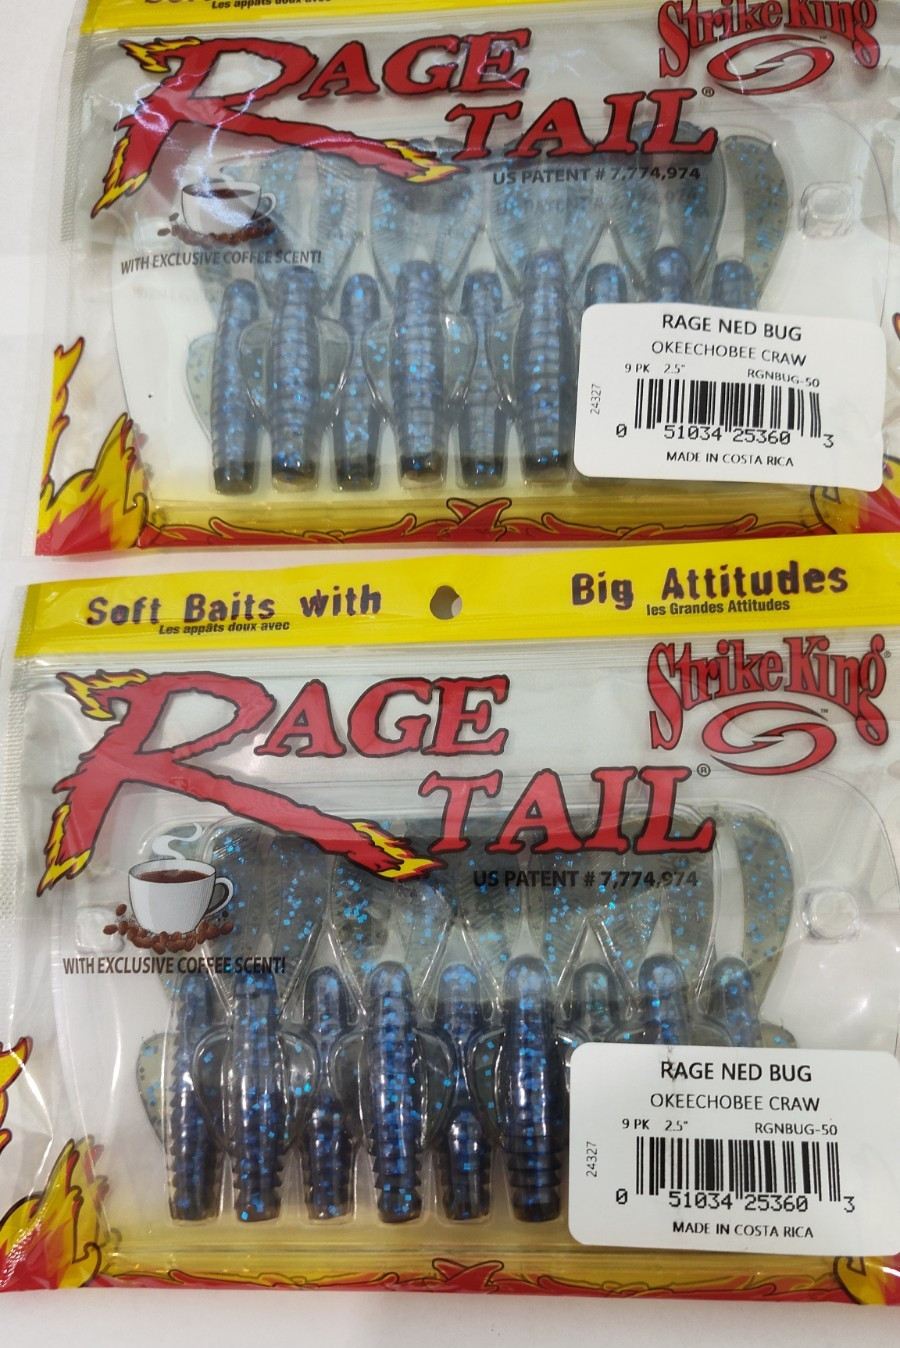 Les appâts doux avec
Strike King
RAGE
TAIL®
US PATENT # 7,774,974
WITH EXCLUSIVE COFFEE SCENT!
RAGE NED BUG
OKEECHOBEE CRAW
9 PK 2.5" RGNBUG-50
24327
0 51034 25360 3
MADE IN COSTA RICA
Soft Baits with
Les appâts doux avec
Big Attitudes
les Grandes Attitudes
Strike King®
™
RAGE
TAIL®
US PATENT # 7,774,974
WITH EXCLUSIVE COFFEE SCENT!
RAGE NED BUG
OKEECHOBEE CRAW
9 PK 2.5" RGNBUG-50
24327
0 51034 25360 3
MADE IN COSTA RICA